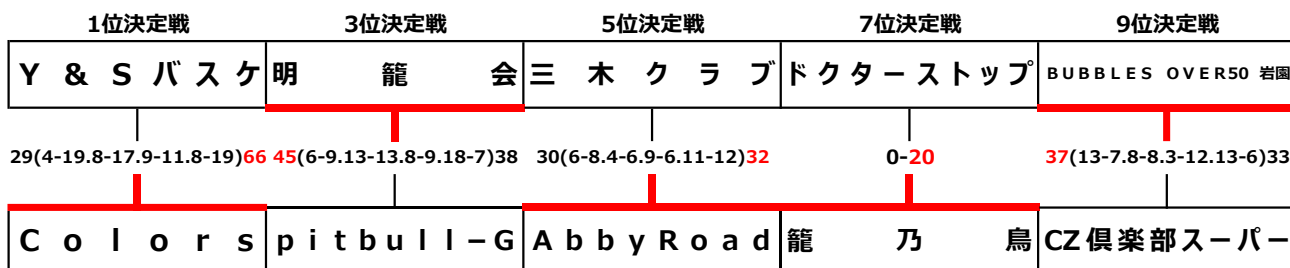 1位決定戦 3位決定戦 5位決定戦 7位決定戦 9位決定戦
Y & S バスケ 明籠会 三木クラブ ドクターストップ BUBBLES OVER50 岩園
29(4-19.8-17.9-11.8-19)66 45(6-9.13-13.8-9.18-7)38 30(6-8.4-6.9-6.11-12)32 0-20 37(13-7.8-8.3-12.13-6)33
Colors pitbull-G AbbyRoad 籠乃鳥 CZ倶楽部スーパー